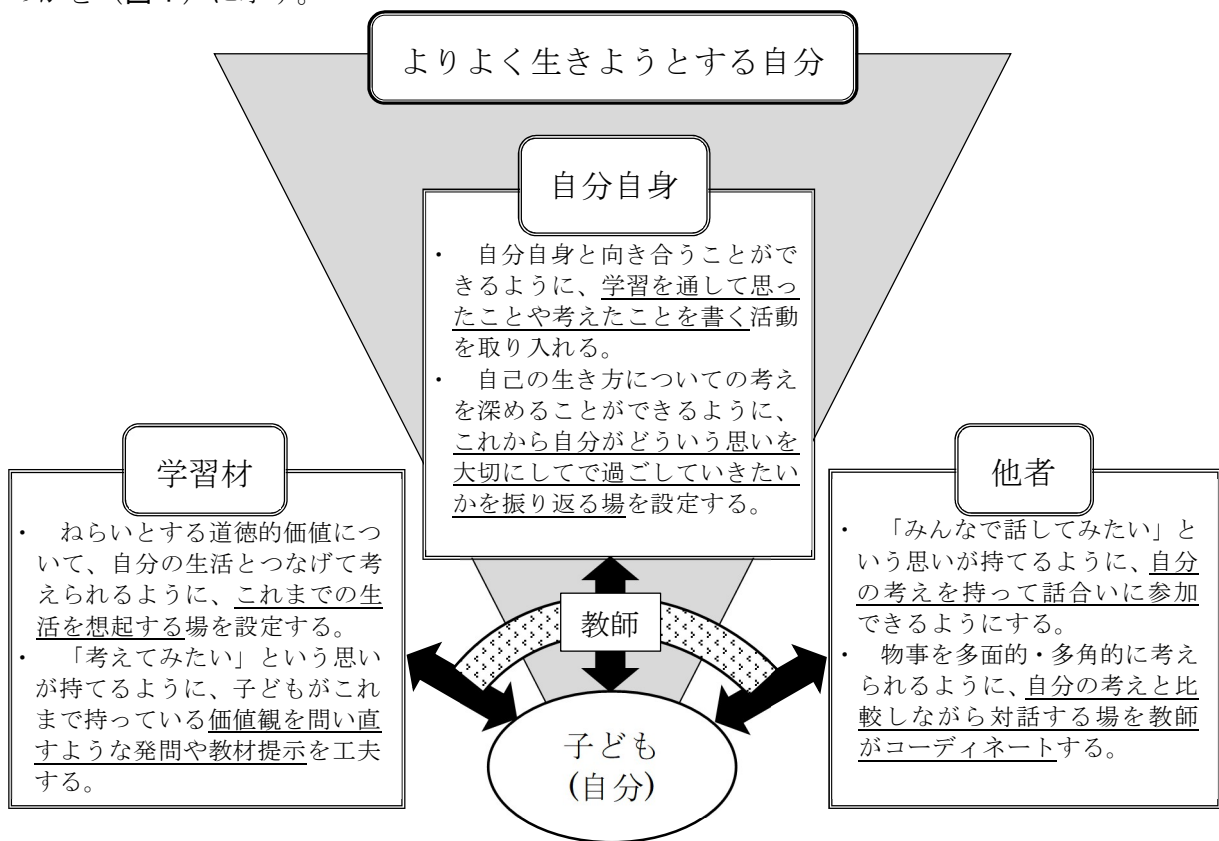 よりよく生きようとする自分
自分自身
・　自分自身と向き合うことがで
きるように、学習を通して思っ
たことや考えたことを書く活動
を取り入れる。
・　自己の生き方についての考え
を深めることができるように、
これから自分がどういう思いを
大切にしてで過ごしていきたい
かを振り返る場を設定する。
学習材
・　ねらいとする道徳的価値につ
いて、自分の生活とつなげて考
えられるように、これまでの生
活を想起する場を設定する。
・　「考えてみたい」という思い
が持てるように、子どもがこれ
まで持っている価値観を問い直
すような発問や教材提示を工夫
する。
他者
・　「みんなで話してみたい」と
いう思いが持てるように、自分
の考えを持って話合いに参加
できるようにする。
・　物事を多面的・多角的に考え
られるように、自分の考えと比
較しながら対話する場を教師
がコーディネートする。
教師
子ども
(自分)